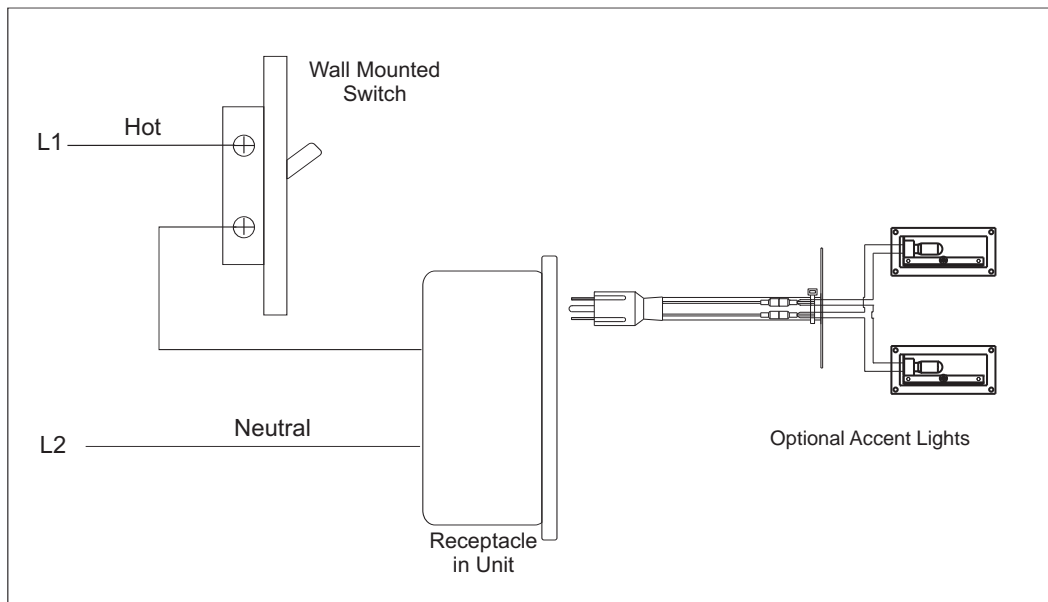 Wall Mounted
Switch
L1
Hot
L2
Neutral
Receptacle
in Unit
Optional Accent Lights